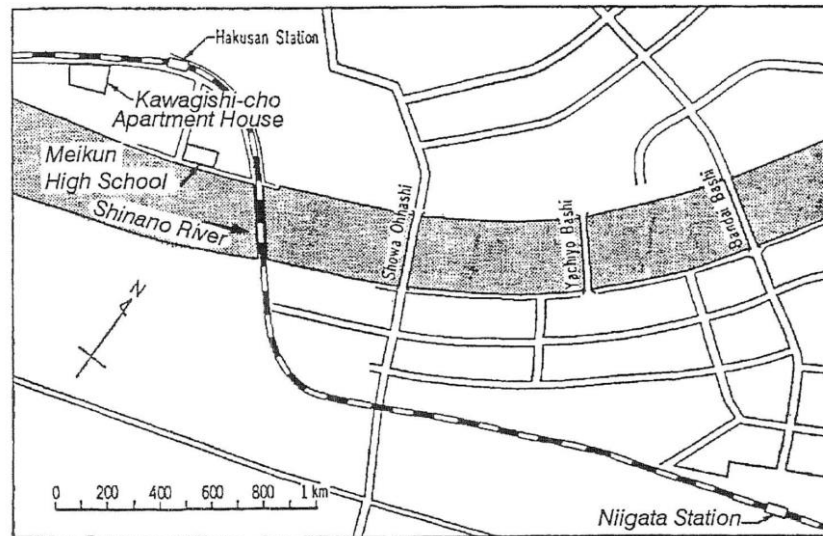 Hakusan Station
Kawagishi-cho
Apartment House
Meikun
High School
Shinano River
Showa Ohhashi
Yachiyo Bashi
Bandai Bashi
N
0 200 400 600 800 1 km
Niigata Station